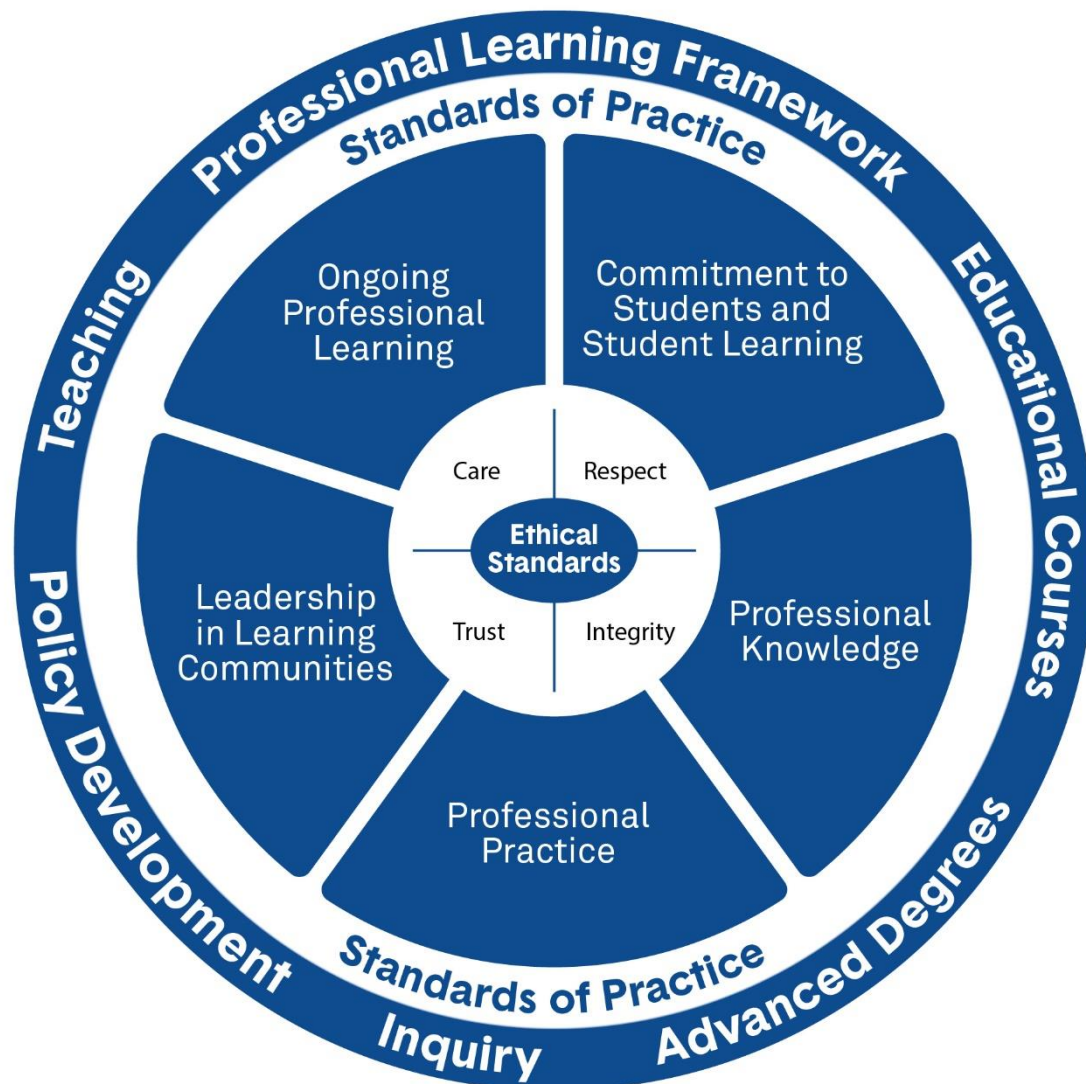 Professional Learning Framework
Standards of Practice
Ongoing
Professional
Learning
Commitment to
Students and
Student Learning
Teaching
Educational Courses
Care
Respect
Ethical
Standards
Trust
Integrity
Leadership
in Learning
Communities
Professional
Knowledge
Professional
Practice
Policy Development
Standards of Practice
Inquiry
Advanced Degrees